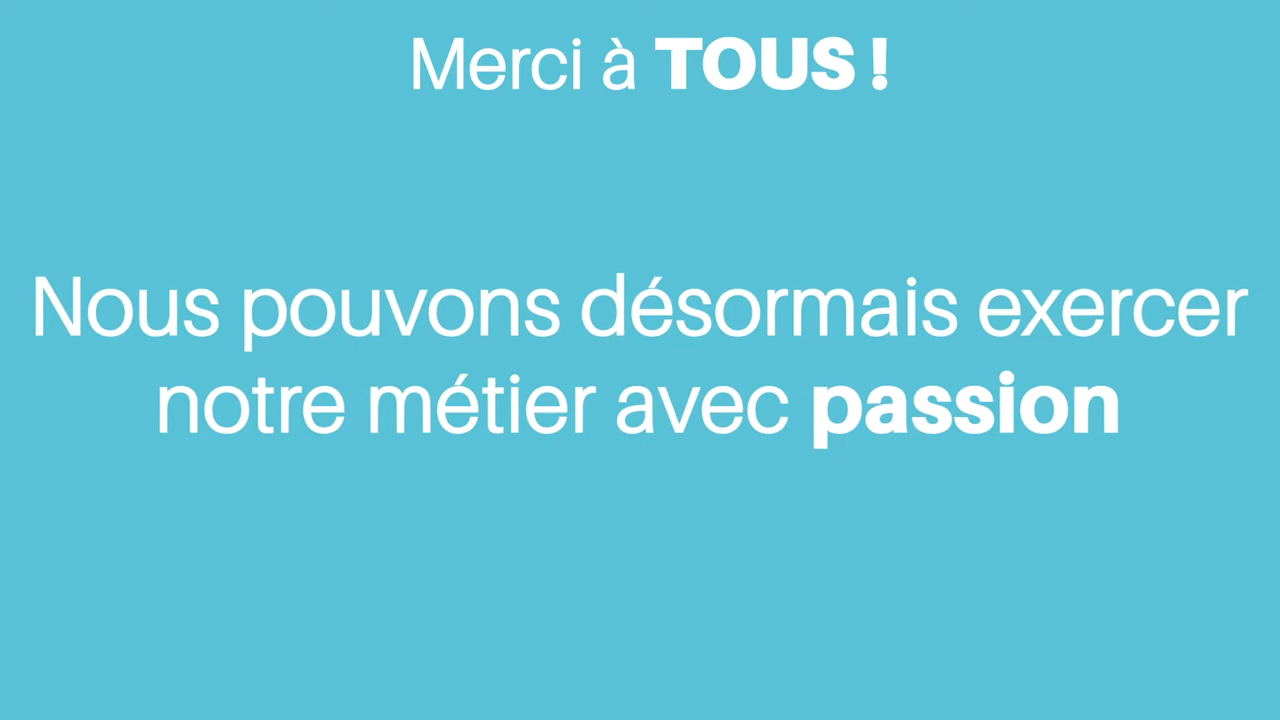 Merci à TOUS !
Nous pouvons désormais exercer
notre métier avec passion